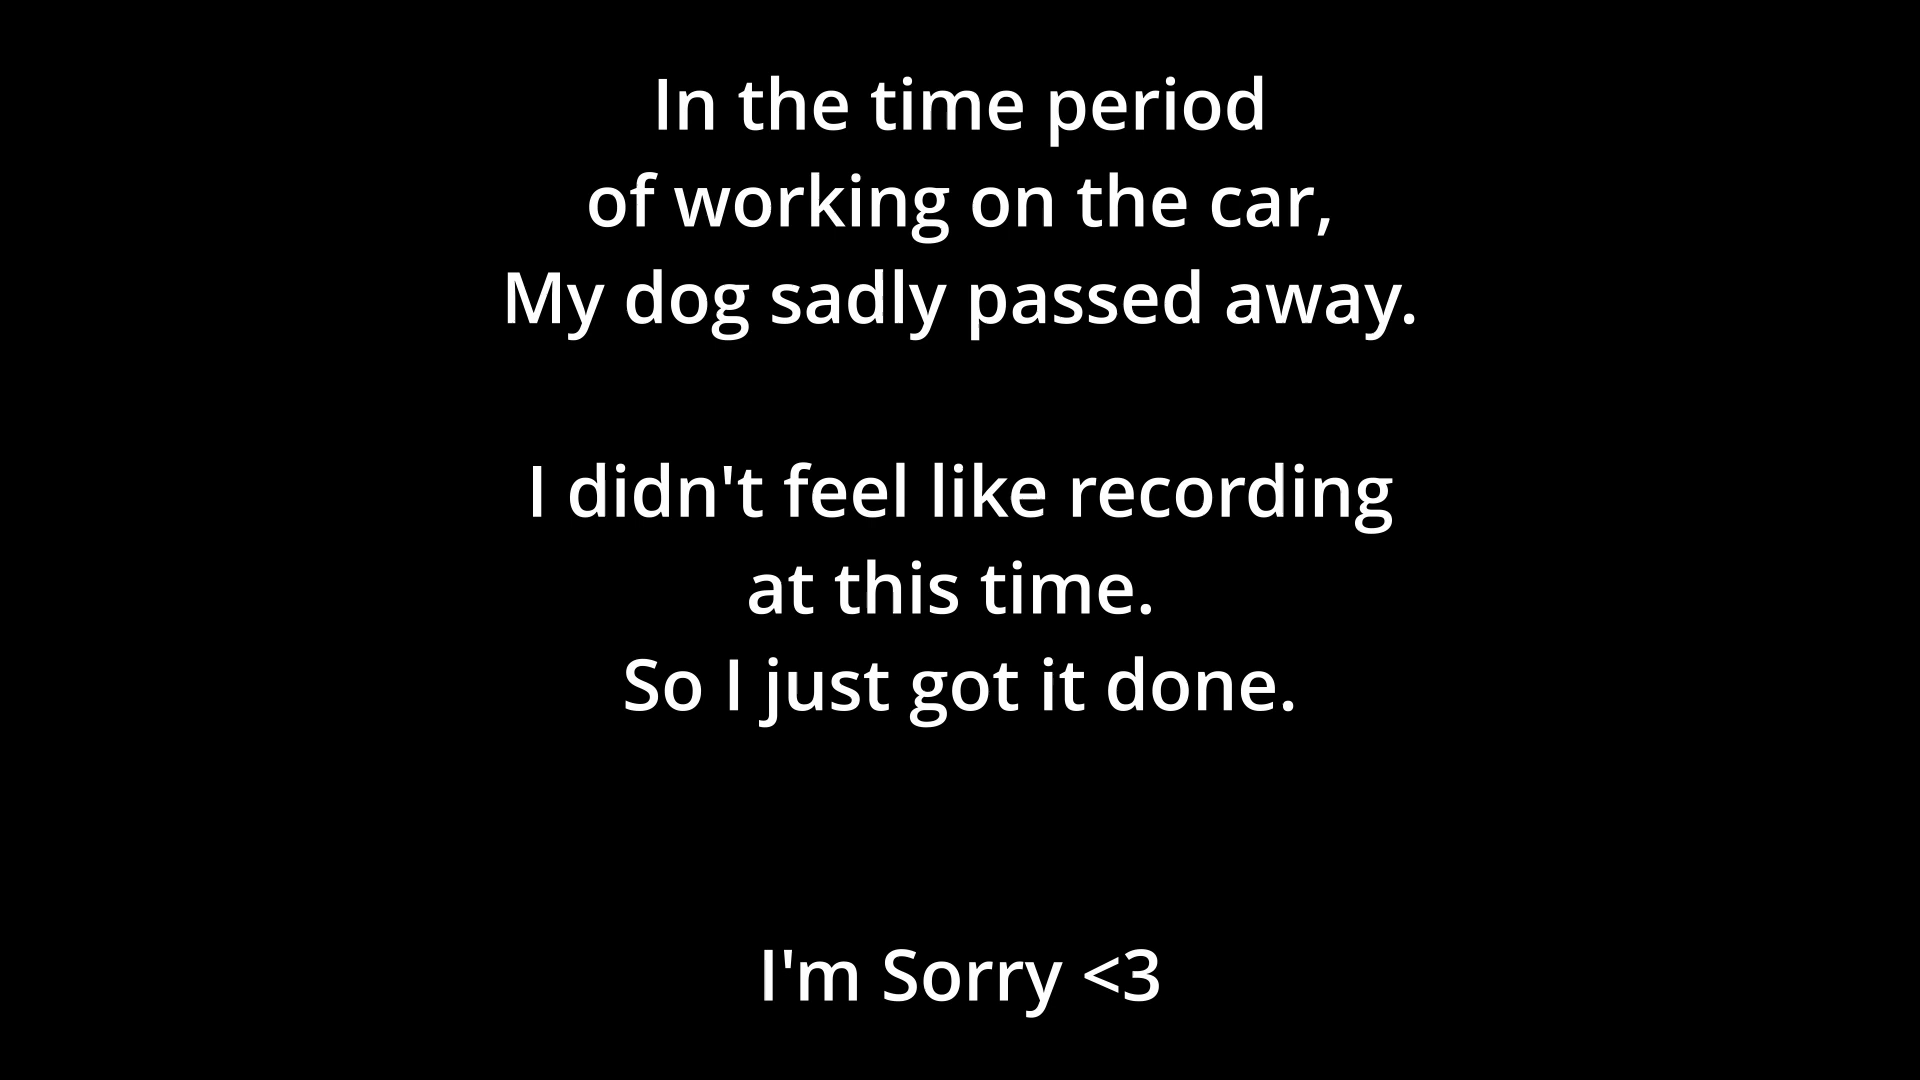 In the time period
of working on the car,
My dog sadly passed away.
I didn't feel like recording
at this time.
So I just got it done.
I'm Sorry <3